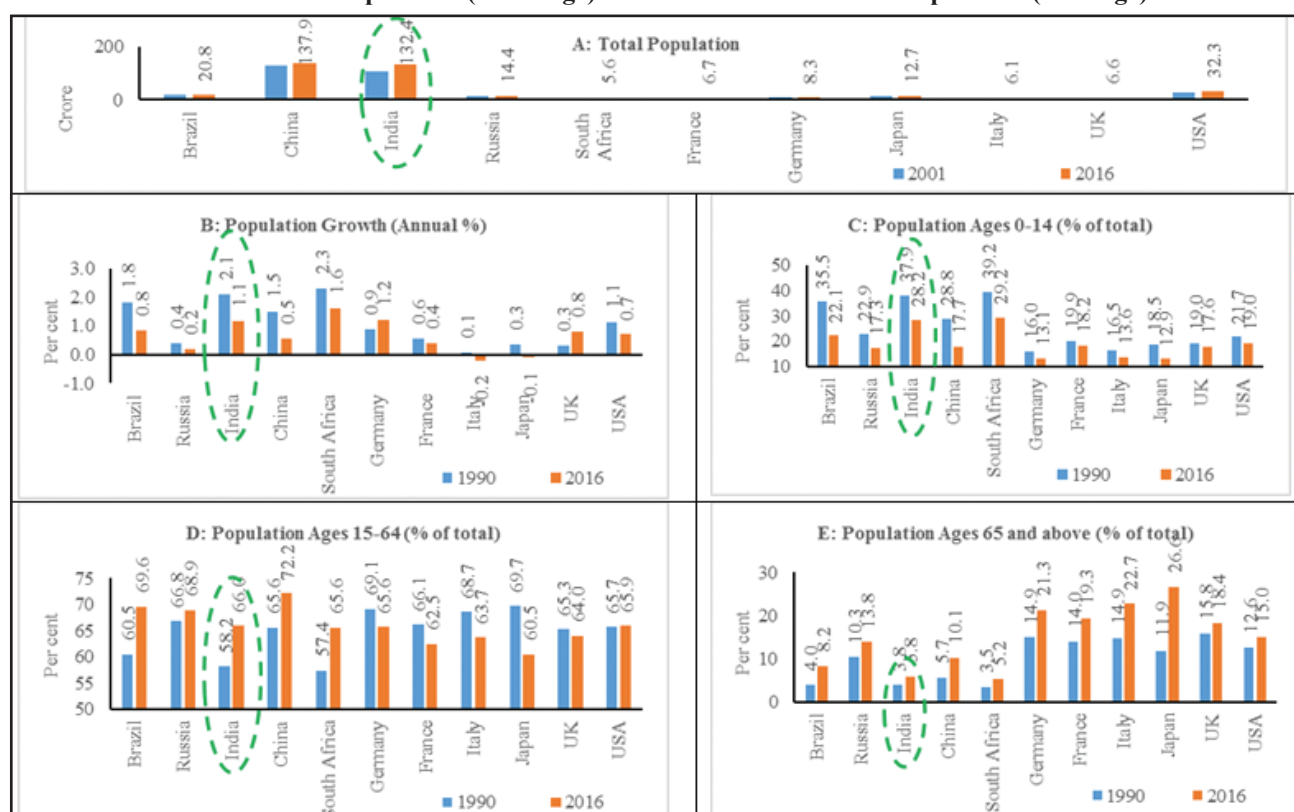 A: Total Population
200
0
Crore
20.8
137.9
132.4
14.4
5.6
6.7
8.3
12.7
6.1
6.6
32.3
Brazil
China
India
Russia
South Africa
France
Germany
Japan
Italy
UK
USA
2001 2016
B: Population Growth (Annual %)
Per cent
3.0
2.0
1.0
0.0
-1.0
1.8 0.8
0.4 0.2
2.1 1.1
1.5 0.5
2.3 1.6
0.9 1.2
0.6 0.4
0.1 -0.2
0.3 -0.1
0.3 0.8
1.1 0.7
Brazil
Russia
India
China
South Africa
Germany
France
Italy
Japan
UK
USA
1990 2016
C: Population Ages 0-14 (% of total)
Per cent
50
40
30
20
10
35.5 22.1
22.9 17.3
37.9 28.2
28.8 17.7
39.2 29.2
16.0 13.1
19.9 18.2
16.5 13.6
18.5 12.9
19.0 17.6
21.7 19.0
Brazil
Russia
India
China
South Africa
Germany
France
Italy
Japan
UK
USA
1990 2016
D: Population Ages 15-64 (% of total)
Per cent
75
70
65
60
55
50
60.5 69.6
66.8 68.9
58.2
65.6 72.2
57.4 65.6
69.1 65.6
66.1 62.5
68.7 63.7
69.7 60.5
65.3 64.0
65.7 65.9
Brazil
Russia
India
China
South Africa
Germany
France
Italy
Japan
UK
USA
1990 2016
E: Population Ages 65 and above (% of total)
Per cent
30
20
10
0
4.0 8.2
10.3 13.8
3.8 5.8
5.7 10.1
3.5 5.2
14.9 21.3
14.0 19.3
14.9 22.7
11.9
15.8 18.4
12.6 15.0
Brazil
Russia
India
China
South Africa
Germany
France
Italy
Japan
UK
USA
1990 2016